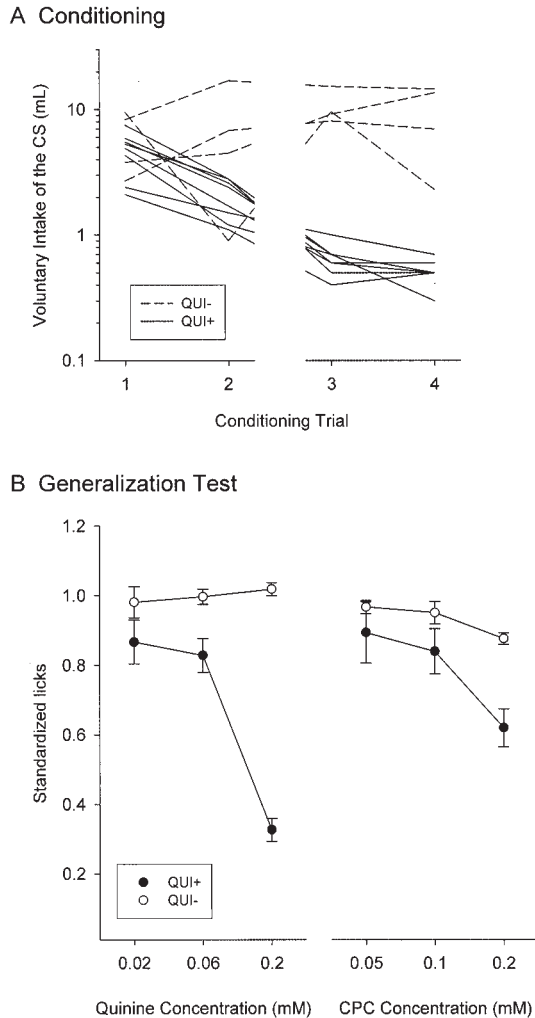 A Conditioning
Voluntary Intake of the CS (mL)
10
1
0.1
QUI-
QUI+
1 2 3 4
Conditioning Trial
B Generalization Test
Standardized licks
1.2
1.0
0.8
0.6
0.4
0.2
QUI+
QUI-
0.02 0.06 0.2 0.05 0.1 0.2
Quinine Concentration (mM) CPC Concentration (mM)